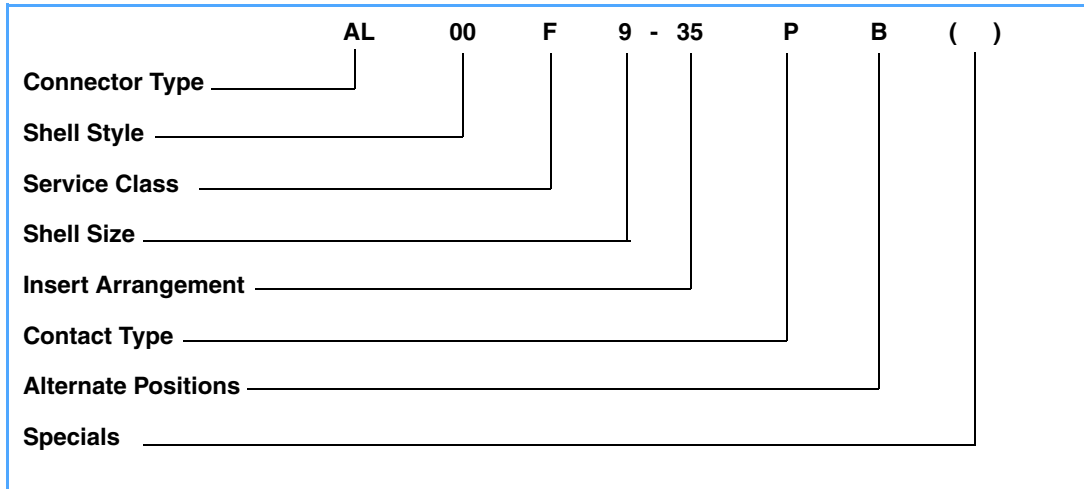 AL 00 F 9 - 35 P B ( )
Connector Type
Shell Style
Service Class
Shell Size
Insert Arrangement
Contact Type
Alternate Positions
Specials